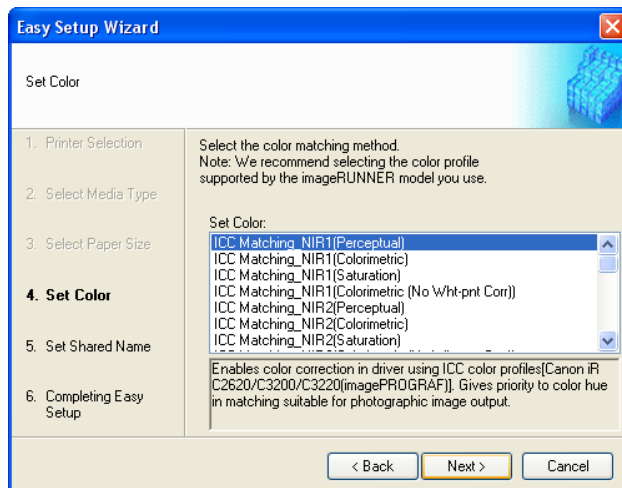 Easy Setup Wizard
Set Color
1. Printer Selection
2. Select Media Type
3. Select Paper Size
4. Set Color
5. Set Shared Name
6. Completing Easy
Setup
Select the color matching method.
Note: We recommend selecting the color profile
supported by the imageRUNNER model you use.
Set Color:
ICC Matching_NIR1(Perceptual)
ICC Matching_NIR1(Colorimetric)
ICC Matching_NIR1(Saturation)
ICC Matching_NIR1(Colorimetric (No Wht-pnt Corr))
ICC Matching_NIR2(Perceptual)
ICC Matching_NIR2(Colorimetric)
ICC Matching_NIR2(Saturation)
Enables color correction in driver using ICC color profiles[Canon iR
C2620/C3200/C3220(imagePROGRAF)]. Gives priority to color hue
in matching suitable for photographic image output.
< Back
Next >
Cancel